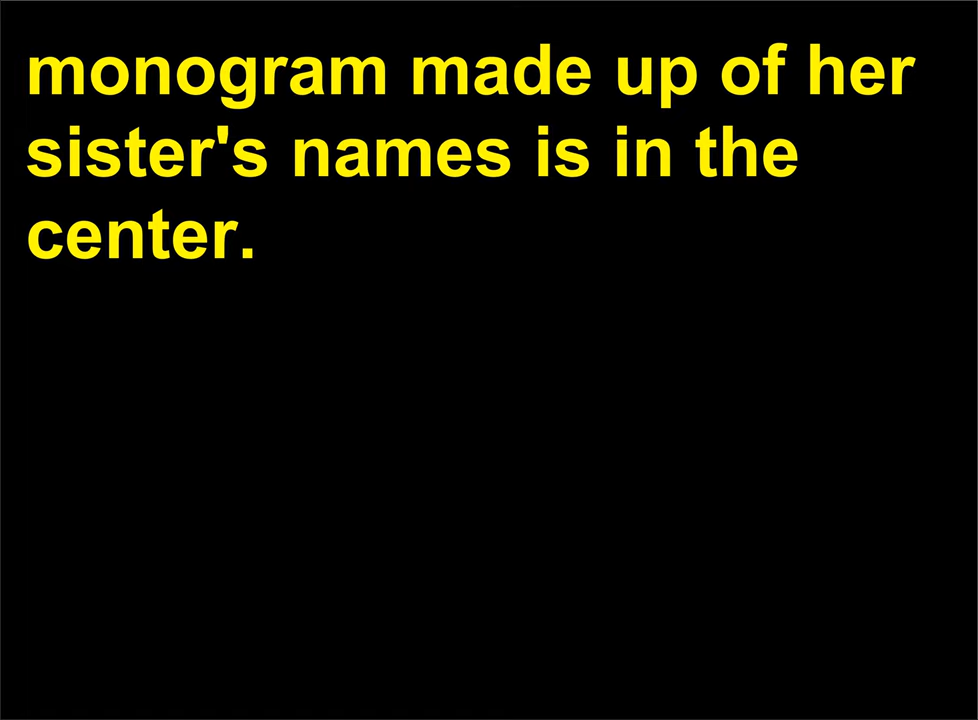 monogram made up of her
sister's names is in the
center.